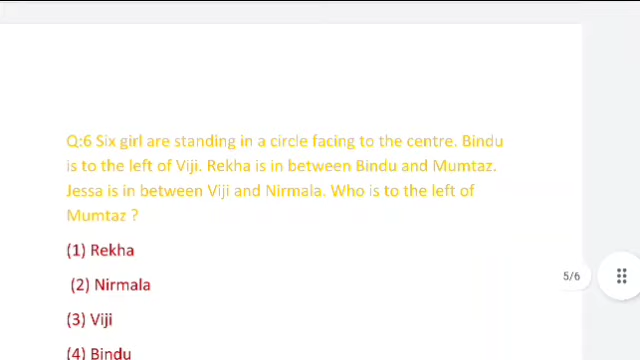 Q:6 Six girl are standing in a circle facing to the centre. Bindu
is to the left of Viji. Rekha is in between Bindu and Mumtaz.
Jessa is in between Viji and Nirmala. Who is to the left of
Mumtaz ?
(1) Rekha
(2) Nirmala
5/6
(3) Viji
(4) Bindu